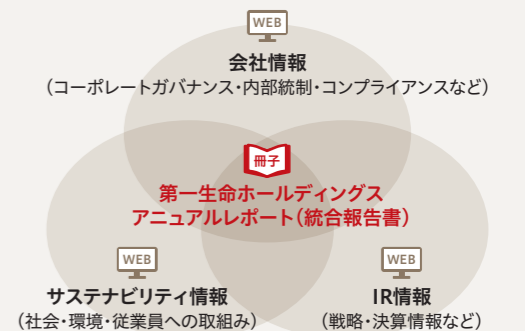 WEB
会社情報
（コーポレートガバナンス・内部統制・コンプライアンスなど）
冊子
第一生命ホールディングス
アニュアルレポート（統合報告書）
WEB
サステナビリティ情報
（社会・環境・従業員への取組み）
WEB
IR情報
（戦略・決算情報など）